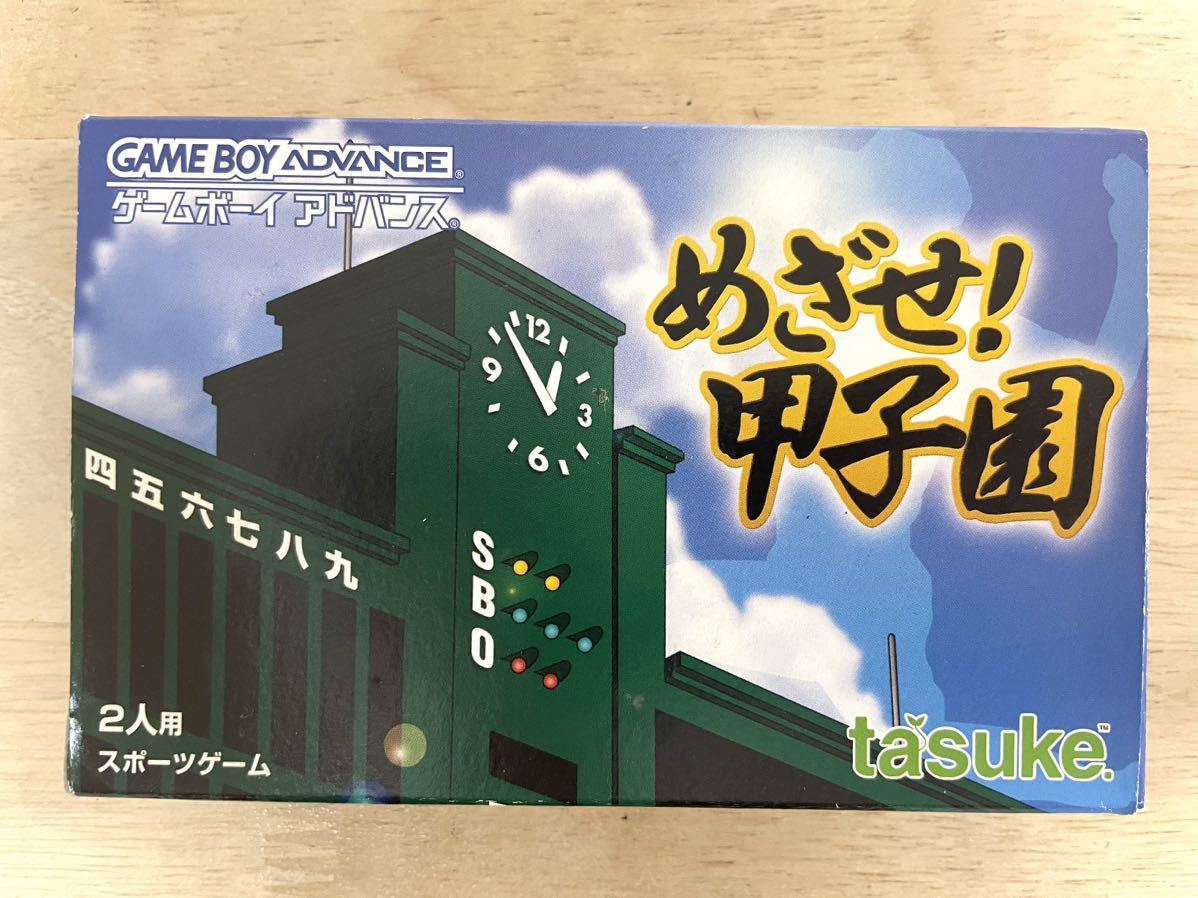 GAME BOY ADVANCE®
ゲームボーイ アドバンス®
めざせ!
甲子園
12
9
3
6
四五六七八九
S
B
O
2人用
スポーツゲーム
tasuke.™